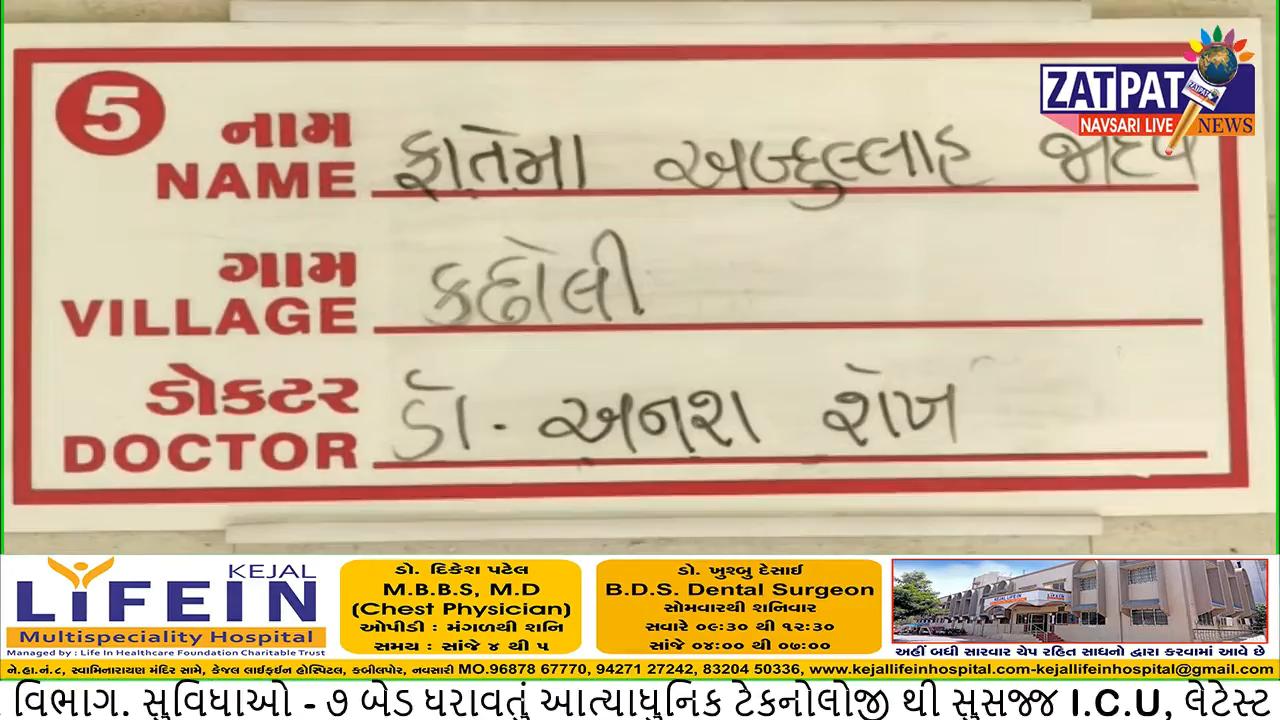 5
નામ
NAME ફાતેમા અબ્દુલ્લાહ
ગામ
VILLAGE કઢોલી
ડોકટર
DOCTOR ડૉ. અનશા શેખ
ZATPAT
NAVSARI LIVE NEWS
KEJAL
LIFEIN
Multispeciality Hospital
Managed by : Life In Healthcare Foundation Charitable Trust
ડો. દિકેશ પટેલ
M.B.B.S, M.D
(Chest Physician)
ઓપીડી : મંગળથી શનિ
સમય : સાંજે ૪ થી ૫
ડો. ખુશ્બુ દેસાઈ
B.D.S. Dental Surgeon
સોમવારથી શનિવાર
સવારે ૦૯:૩૦ થી ૧૨:૩૦
સાંજે ૦૪:૦૦ થી ૦૭:૦૦
KEJAL LIFEIN
અહીં બધી સારવાર ચેપ રહિત સાધનો દ્વારા કરવામાં આવે છે
ને.હા.નં.૮, સ્વામિનારાયણ મંદિર સામે, કેજલ લાઈફઈન હોસ્પિટલ, કબીલપોર, નવસારી MO.96878 67770, 94271 27242, 83204 50336, www.kejallifeinhospital.com-kejallifeinhospital@gmail.com
વિભાગ. સુવિધાઓ - ૭ બેડ ધરાવતું આત્યાધુનિક ટેકનોલોજી થી સુસજ્જ I.C.U, લેટેસ્ટ